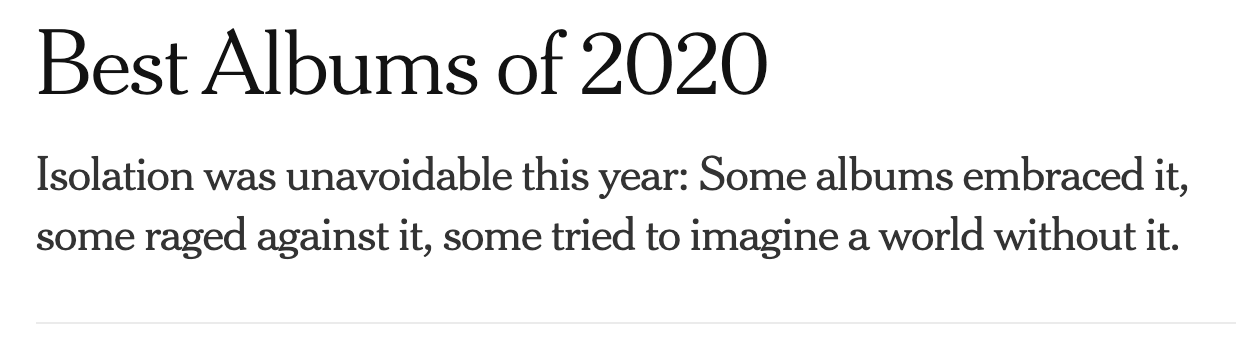 Best Albums of 2020
Isolation was unavoidable this year: Some albums embraced it,
some raged against it, some tried to imagine a world without it.